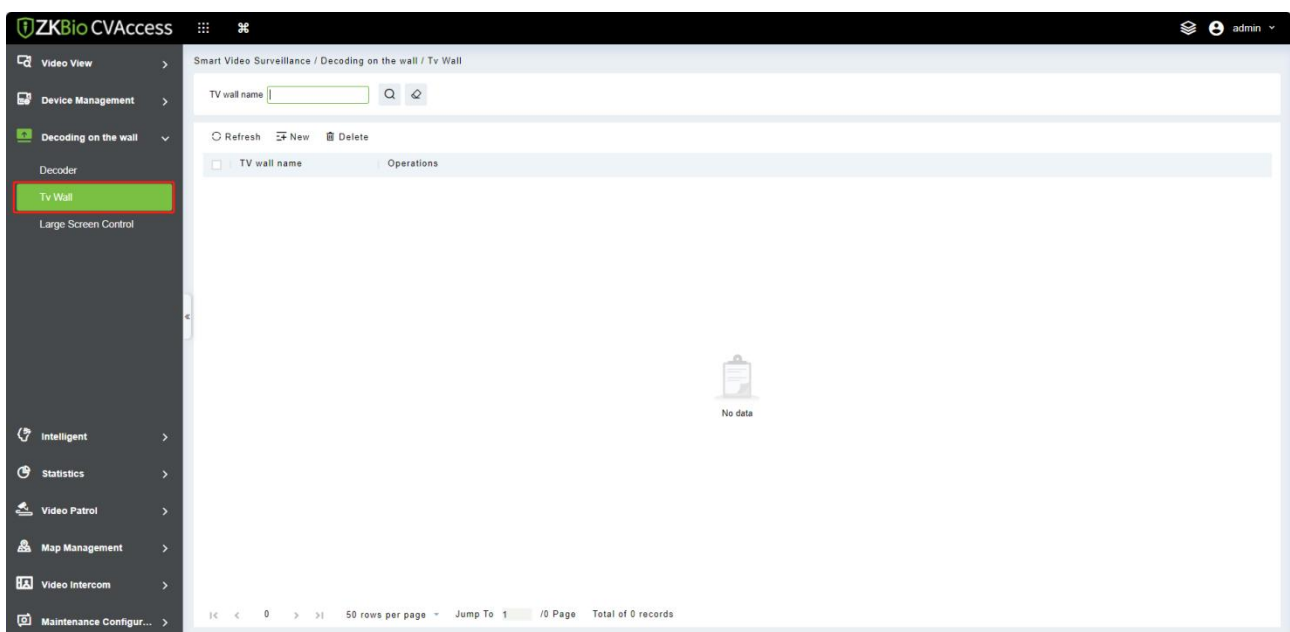 ZKBio CVAccess
admin
Video View
Smart Video Surveillance / Decoding on the wall / Tv Wall
TV wall name
Device Management
Decoding on the wall
Refresh New Delete
TV wall name Operations
Decoder
Tv Wall
Large Screen Control
No data
Intelligent
Statistics
Video Patrol
Map Management
Video Intercom
Maintenance Configur...
0 50 rows per page Jump To 1 /0 Page Total of 0 records